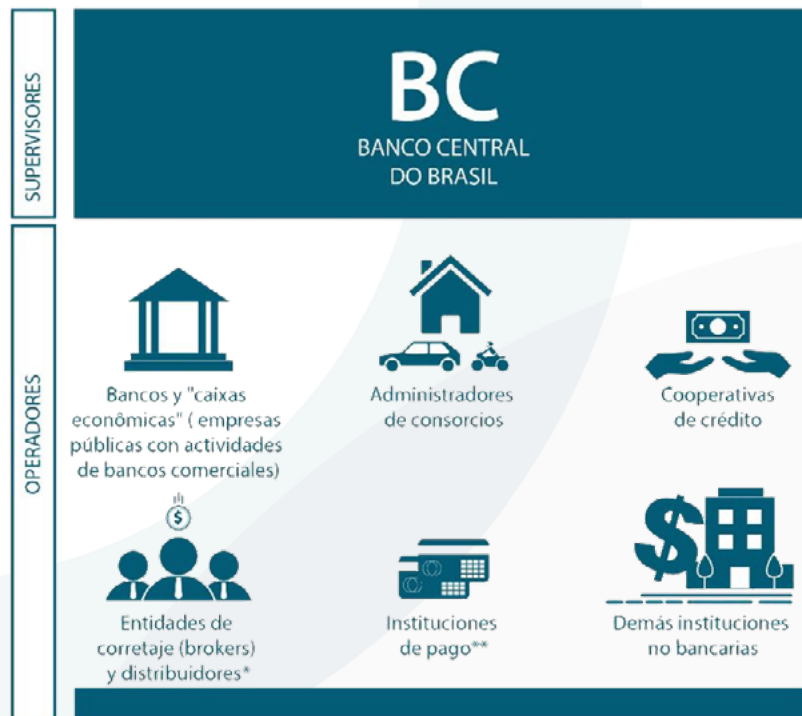 SUPERVISORES
BC
BANCO CENTRAL
DO BRASIL
OPERADORES
Bancos y "caixas
econômicas" ( empresas
públicas con actividades
de bancos comerciales)
Administradores
de consorcios
Cooperativas
de crédito
$
Entidades de
corretaje (brokers)
y distribuidores*
Instituciones
de pago**
$
Demás instituciones
no bancarias